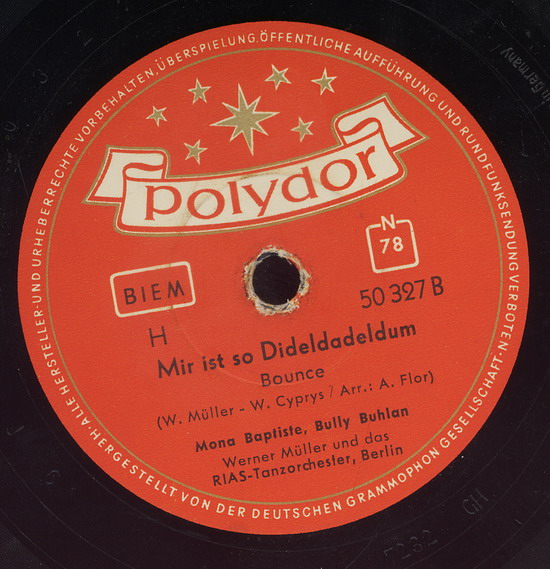 ALLE HERSTELLER- UND URHEBERRECHTE VORBEHALTEN, ÜBERSPIELUNG, ÖFFENTLICHE AUFFÜHRUNG UND RUNDFUNKSENDUNG VERBOTEN
polydor
N
78
BIEM
50 327 B
H
Mir ist so Dideldadeldum
Bounce
(W. Müller - W. Cyprys / Arr.: A. Flor)
Mona Baptiste, Bully Buhlan
Werner Müller und das
RIAS-Tanzorchester, Berlin
HERGESTELLT VON DER DEUTSCHEN GRAMMOPHON GESELLSCHAFT
7232 GH